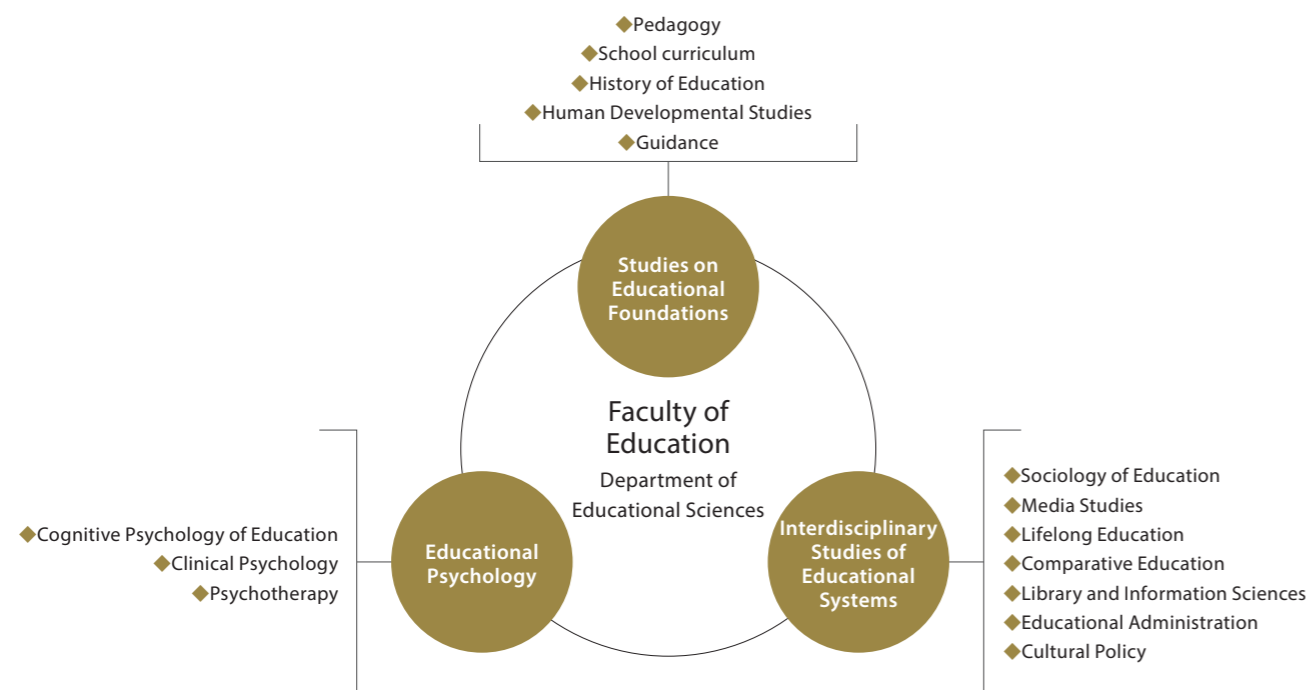 ◆Pedagogy
◆School curriculum
◆History of Education
◆Human Developmental Studies
◆Guidance
Studies on
Educational
Foundations
Faculty of
Education
Department of
Educational Sciences
◆Cognitive Psychology of Education
◆Clinical Psychology
◆Psychotherapy
Educational
Psychology
Interdisciplinary
Studies of
Educational
Systems
◆Sociology of Education
◆Media Studies
◆Lifelong Education
◆Comparative Education
◆Library and Information Sciences
◆Educational Administration
◆Cultural Policy